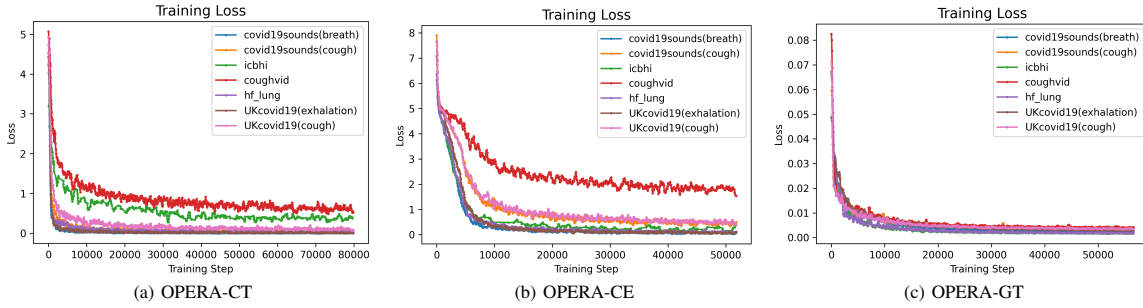 Training Loss
5
4
3
2
1
0
Loss
0
10000
20000
30000
40000
50000
60000
70000
80000
Training Step
covid19sounds(breath)
covid19sounds(cough)
icbhi
coughvid
hf_lung
UKcovid19(exhalation)
UKcovid19(cough)
(a) OPERA-CT
Training Loss
8
7
6
5
4
3
2
1
0
Loss
0
10000
20000
30000
40000
50000
Training Step
covid19sounds(breath)
covid19sounds(cough)
icbhi
coughvid
hf_lung
UKcovid19(exhalation)
UKcovid19(cough)
(b) OPERA-CE
Training Loss
0.08
0.07
0.06
0.05
0.04
0.03
0.02
0.01
0.00
Loss
0
10000
20000
30000
40000
50000
Training Step
covid19sounds(breath)
covid19sounds(cough)
icbhi
coughvid
hf_lung
UKcovid19(exhalation)
UKcovid19(cough)
(c) OPERA-GT